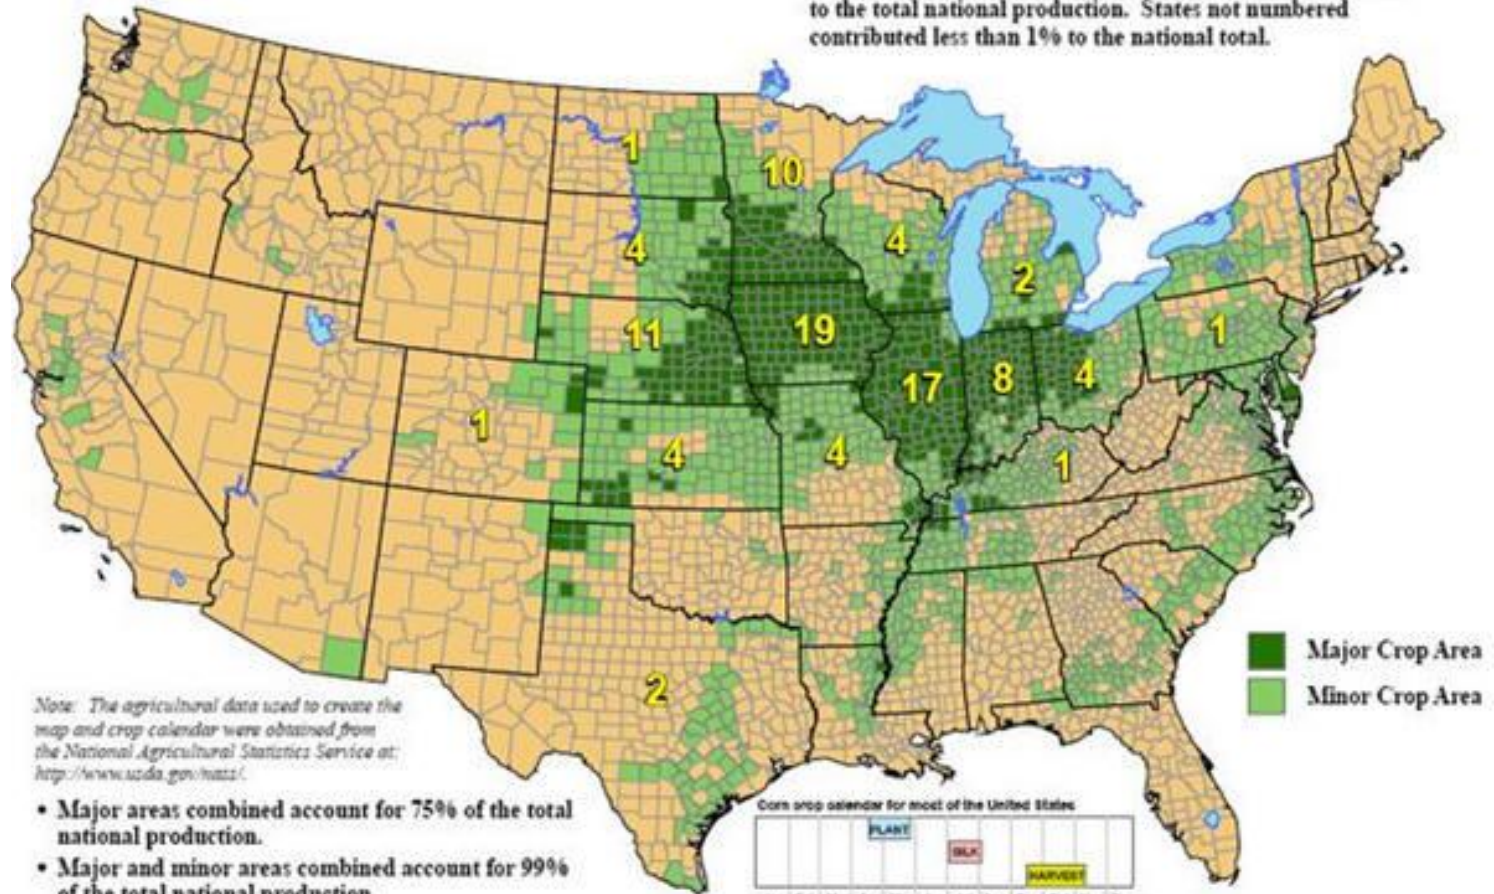 to the total national production. States not numbered
contributed less than 1% to the national total.
1
10
4
4
2
11
19
1
17
8
4
1
4
4
1
2
Major Crop Area
Minor Crop Area
Note: The agricultural data used to create the
map and crop calendar were obtained from
the National Agricultural Statistics Service at:
http://www.usda.gov/nass/.
• Major areas combined account for 75% of the total
national production.
• Major and minor areas combined account for 99%
of the total national production.
Corn crop calendar for most of the United States
PLANT
SILK
HARVEST